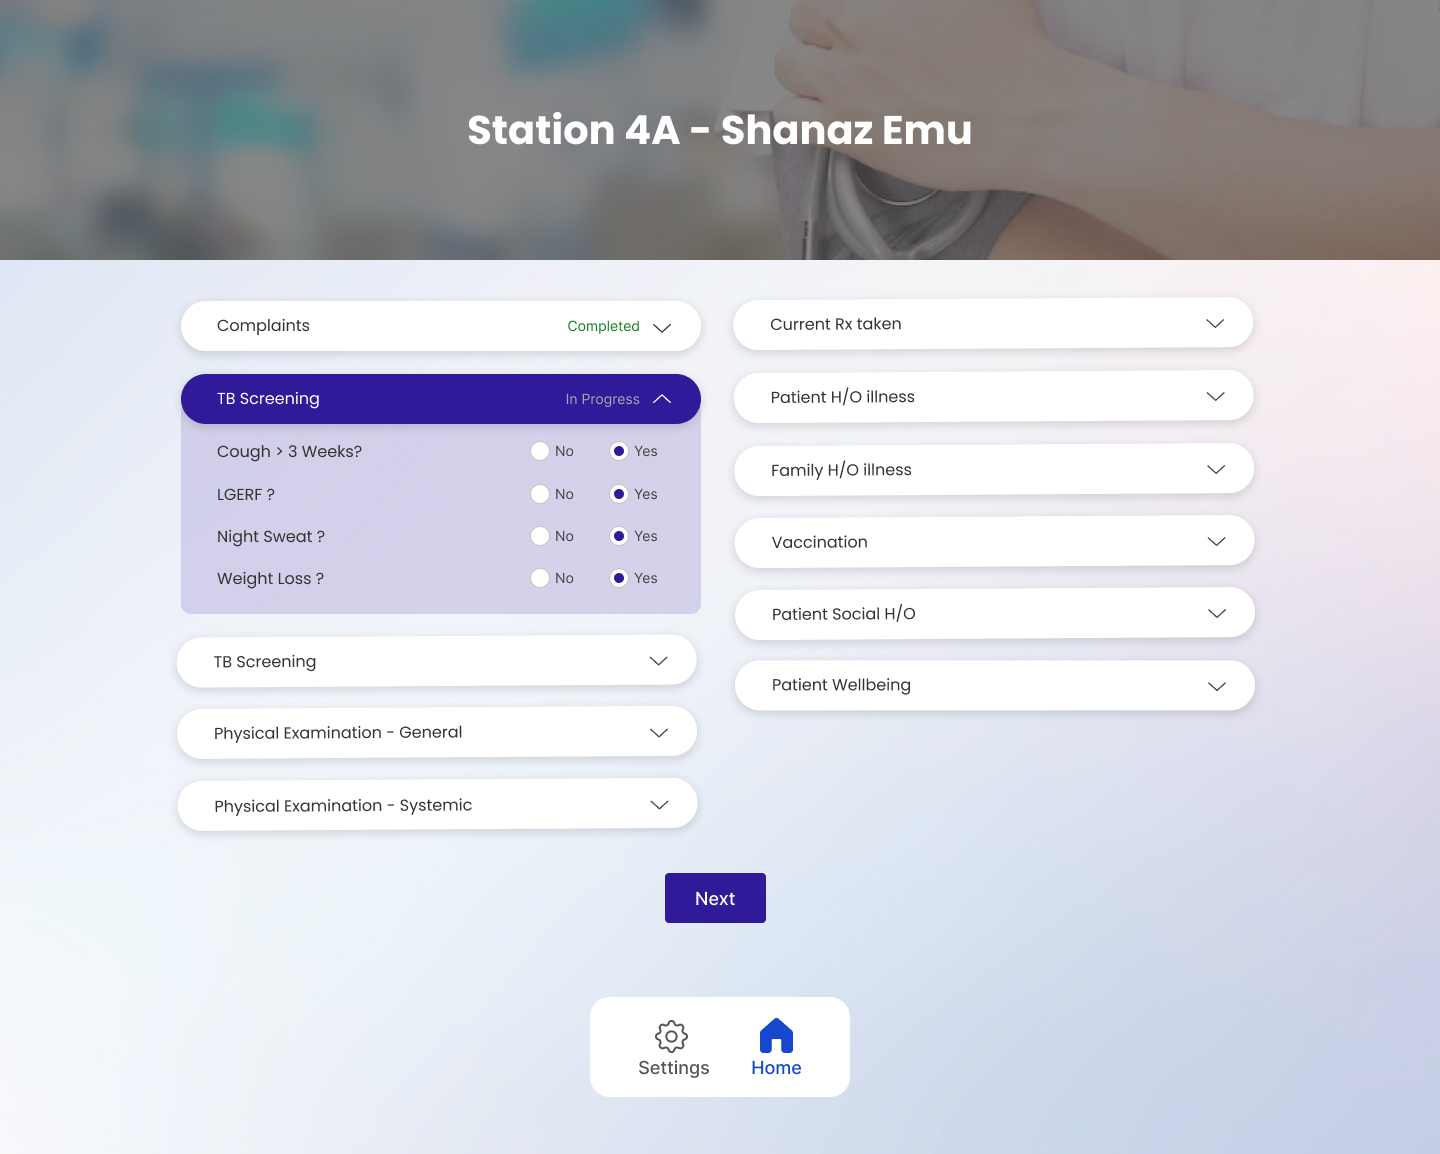 Station 4A - Shanaz Emu
Complaints Completed
TB Screening In Progress
Cough > 3 Weeks? No Yes
LGERF ? No Yes
Night Sweat ? No Yes
Weight Loss ? No Yes
TB Screening
Physical Examination - General
Physical Examination - Systemic
Current Rx taken
Patient H/O illness
Family H/O illness
Vaccination
Patient Social H/O
Patient Wellbeing
Next
Settings Home